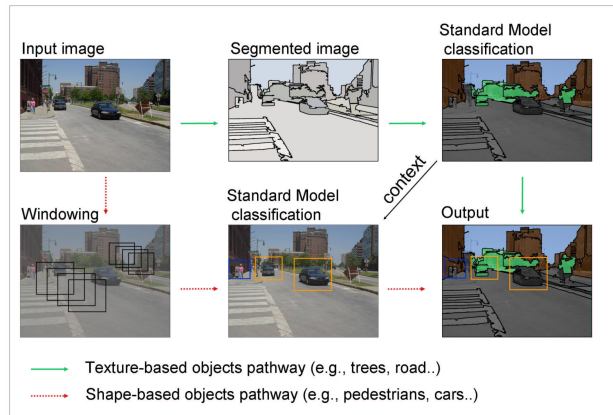 Input image
Segmented image
Standard Model
classification
context
Windowing
Standard Model
classification
Output
Texture-based objects pathway (e.g., trees, road..)
Shape-based objects pathway (e.g., pedestrians, cars..)